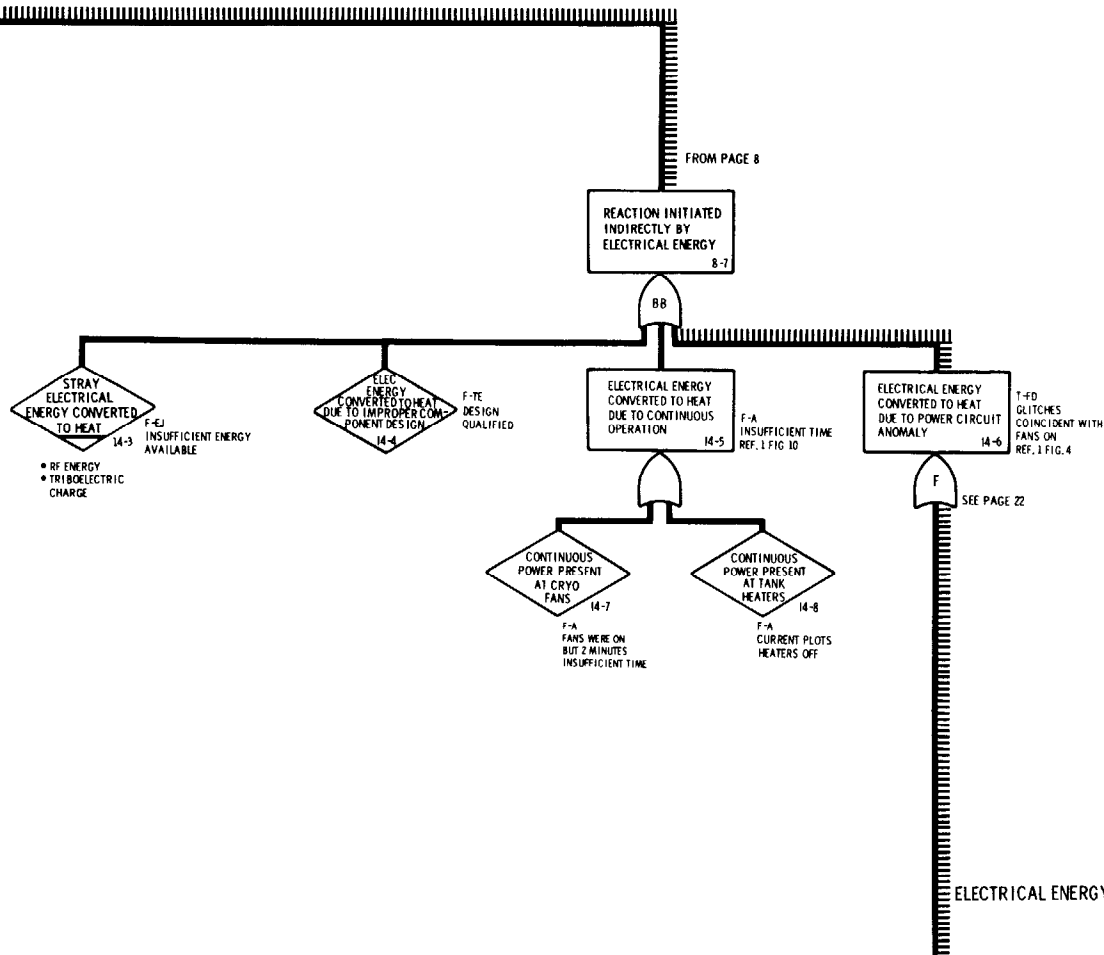 FROM PAGE 8
REACTION INITIATED
INDIRECTLY BY
ELECTRICAL ENERGY
8-7
BB
STRAY
ELECTRICAL
ENERGY CONVERTED
TO HEAT
14-3
F-EJ
INSUFFICIENT ENERGY
AVAILABLE
• RF ENERGY
• TRIBOELECTRIC
CHARGE
ELEC
ENERGY
CONVERTED TO HEAT
DUE TO IMPROPER COM-
PONENT DESIGN
14-4
F-TE
DESIGN
QUALIFIED
ELECTRICAL ENERGY
CONVERTED TO HEAT
DUE TO CONTINUOUS
OPERATION
14-5
F-A
INSUFFICIENT TIME
REF. 1 FIG 10
ELECTRICAL ENERGY
CONVERTED TO HEAT
DUE TO POWER CIRCUIT
ANOMALY
14-6
T-FD
GLITCHES
COINCIDENT WITH
FANS ON
REF. 1 FIG. 4
F
SEE PAGE 22
CONTINUOUS
POWER PRESENT
AT CRYO
FANS
14-7
F-A
FANS WERE ON
BUT 2 MINUTES
INSUFFICIENT TIME
CONTINUOUS
POWER PRESENT
AT TANK
HEATERS
14-8
F-A
CURRENT PLOTS
HEATERS OFF
ELECTRICAL ENERGY